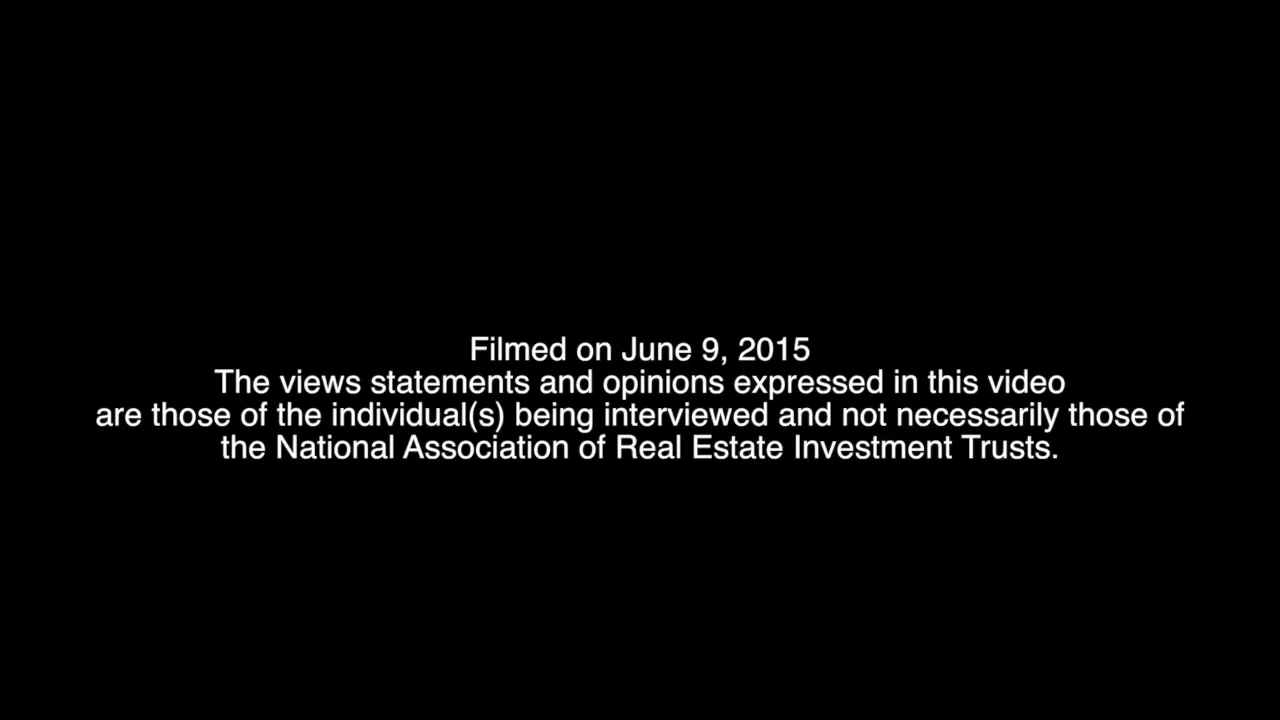 Filmed on June 9, 2015
The views statements and opinions expressed in this video
are those of the individual(s) being interviewed and not necessarily those of
the National Association of Real Estate Investment Trusts.